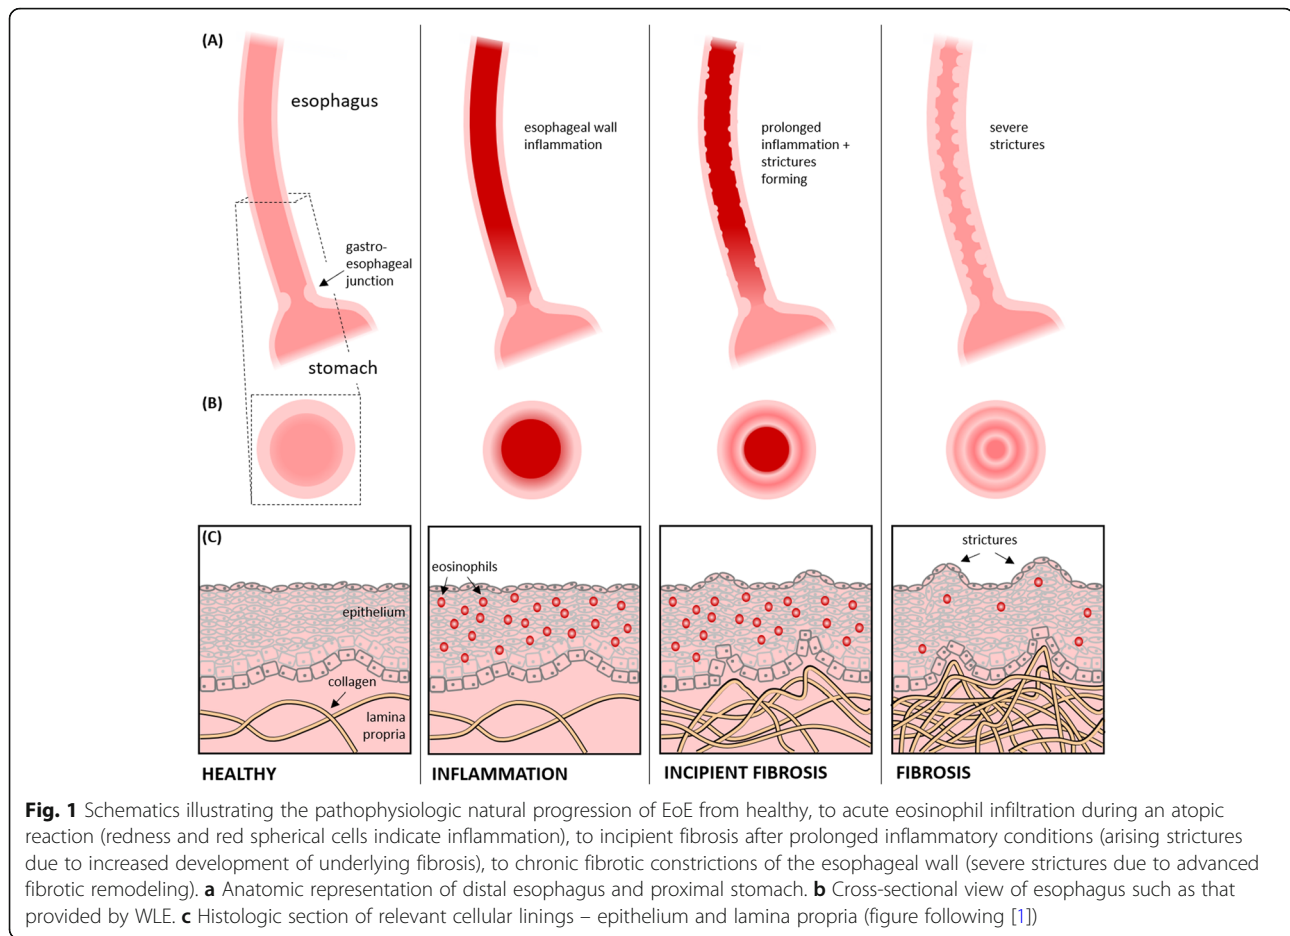 (A)
esophagus
gastro-
esophageal
junction
stomach
esophageal wall
inflammation
prolonged
inflammation +
strictures
forming
severe
strictures
(B)
(C)
epithelium
collagen
lamina
propria
eosinophils
strictures
HEALTHY
INFLAMMATION
INCIPIENT FIBROSIS
FIBROSIS
Fig. 1 Schematics illustrating the pathophysiologic natural progression of EoE from healthy, to acute eosinophil infiltration during an atopic
reaction (redness and red spherical cells indicate inflammation), to incipient fibrosis after prolonged inflammatory conditions (arising strictures
due to increased development of underlying fibrosis), to chronic fibrotic constrictions of the esophageal wall (severe strictures due to advanced
fibrotic remodeling). a Anatomic representation of distal esophagus and proximal stomach. b Cross-sectional view of esophagus such as that
provided by WLE. c Histologic section of relevant cellular linings – epithelium and lamina propria (figure following [1])